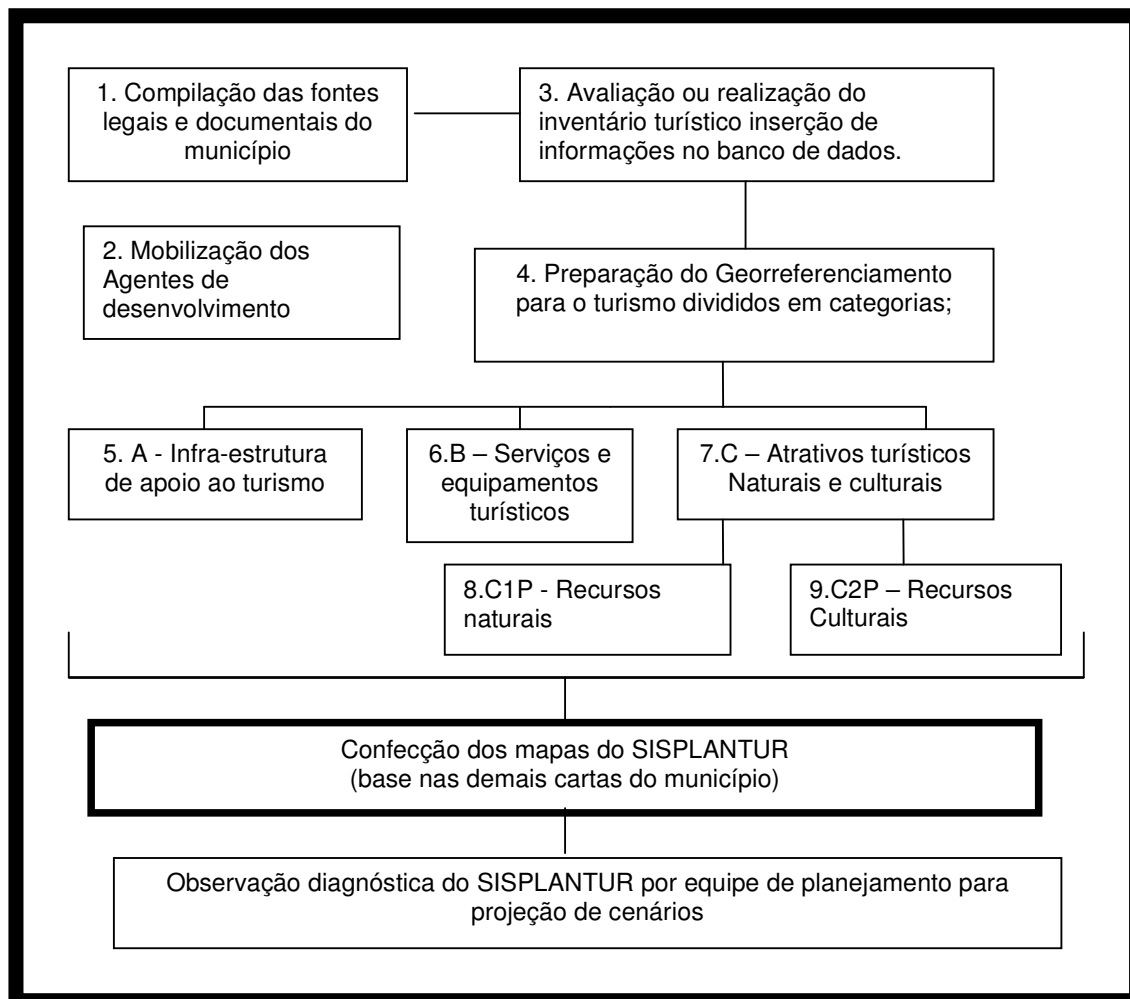 1. Compilação das fontes
legais e documentais do
município
3. Avaliação ou realização do
inventário turístico inserção de
informações no banco de dados.
2. Mobilização dos
Agentes de
desenvolvimento
4. Preparação do Georreferenciamento
para o turismo divididos em categorias;
5. A - Infra-estrutura
de apoio ao turismo
6.B – Serviços e
equipamentos
turísticos
7.C – Atrativos turísticos
Naturais e culturais
8.C1P - Recursos
naturais
9.C2P – Recursos
Culturais
Confecção dos mapas do SISPLANTUR
(base nas demais cartas do município)
Observação diagnóstica do SISPLANTUR por equipe de planejamento para
projeção de cenários